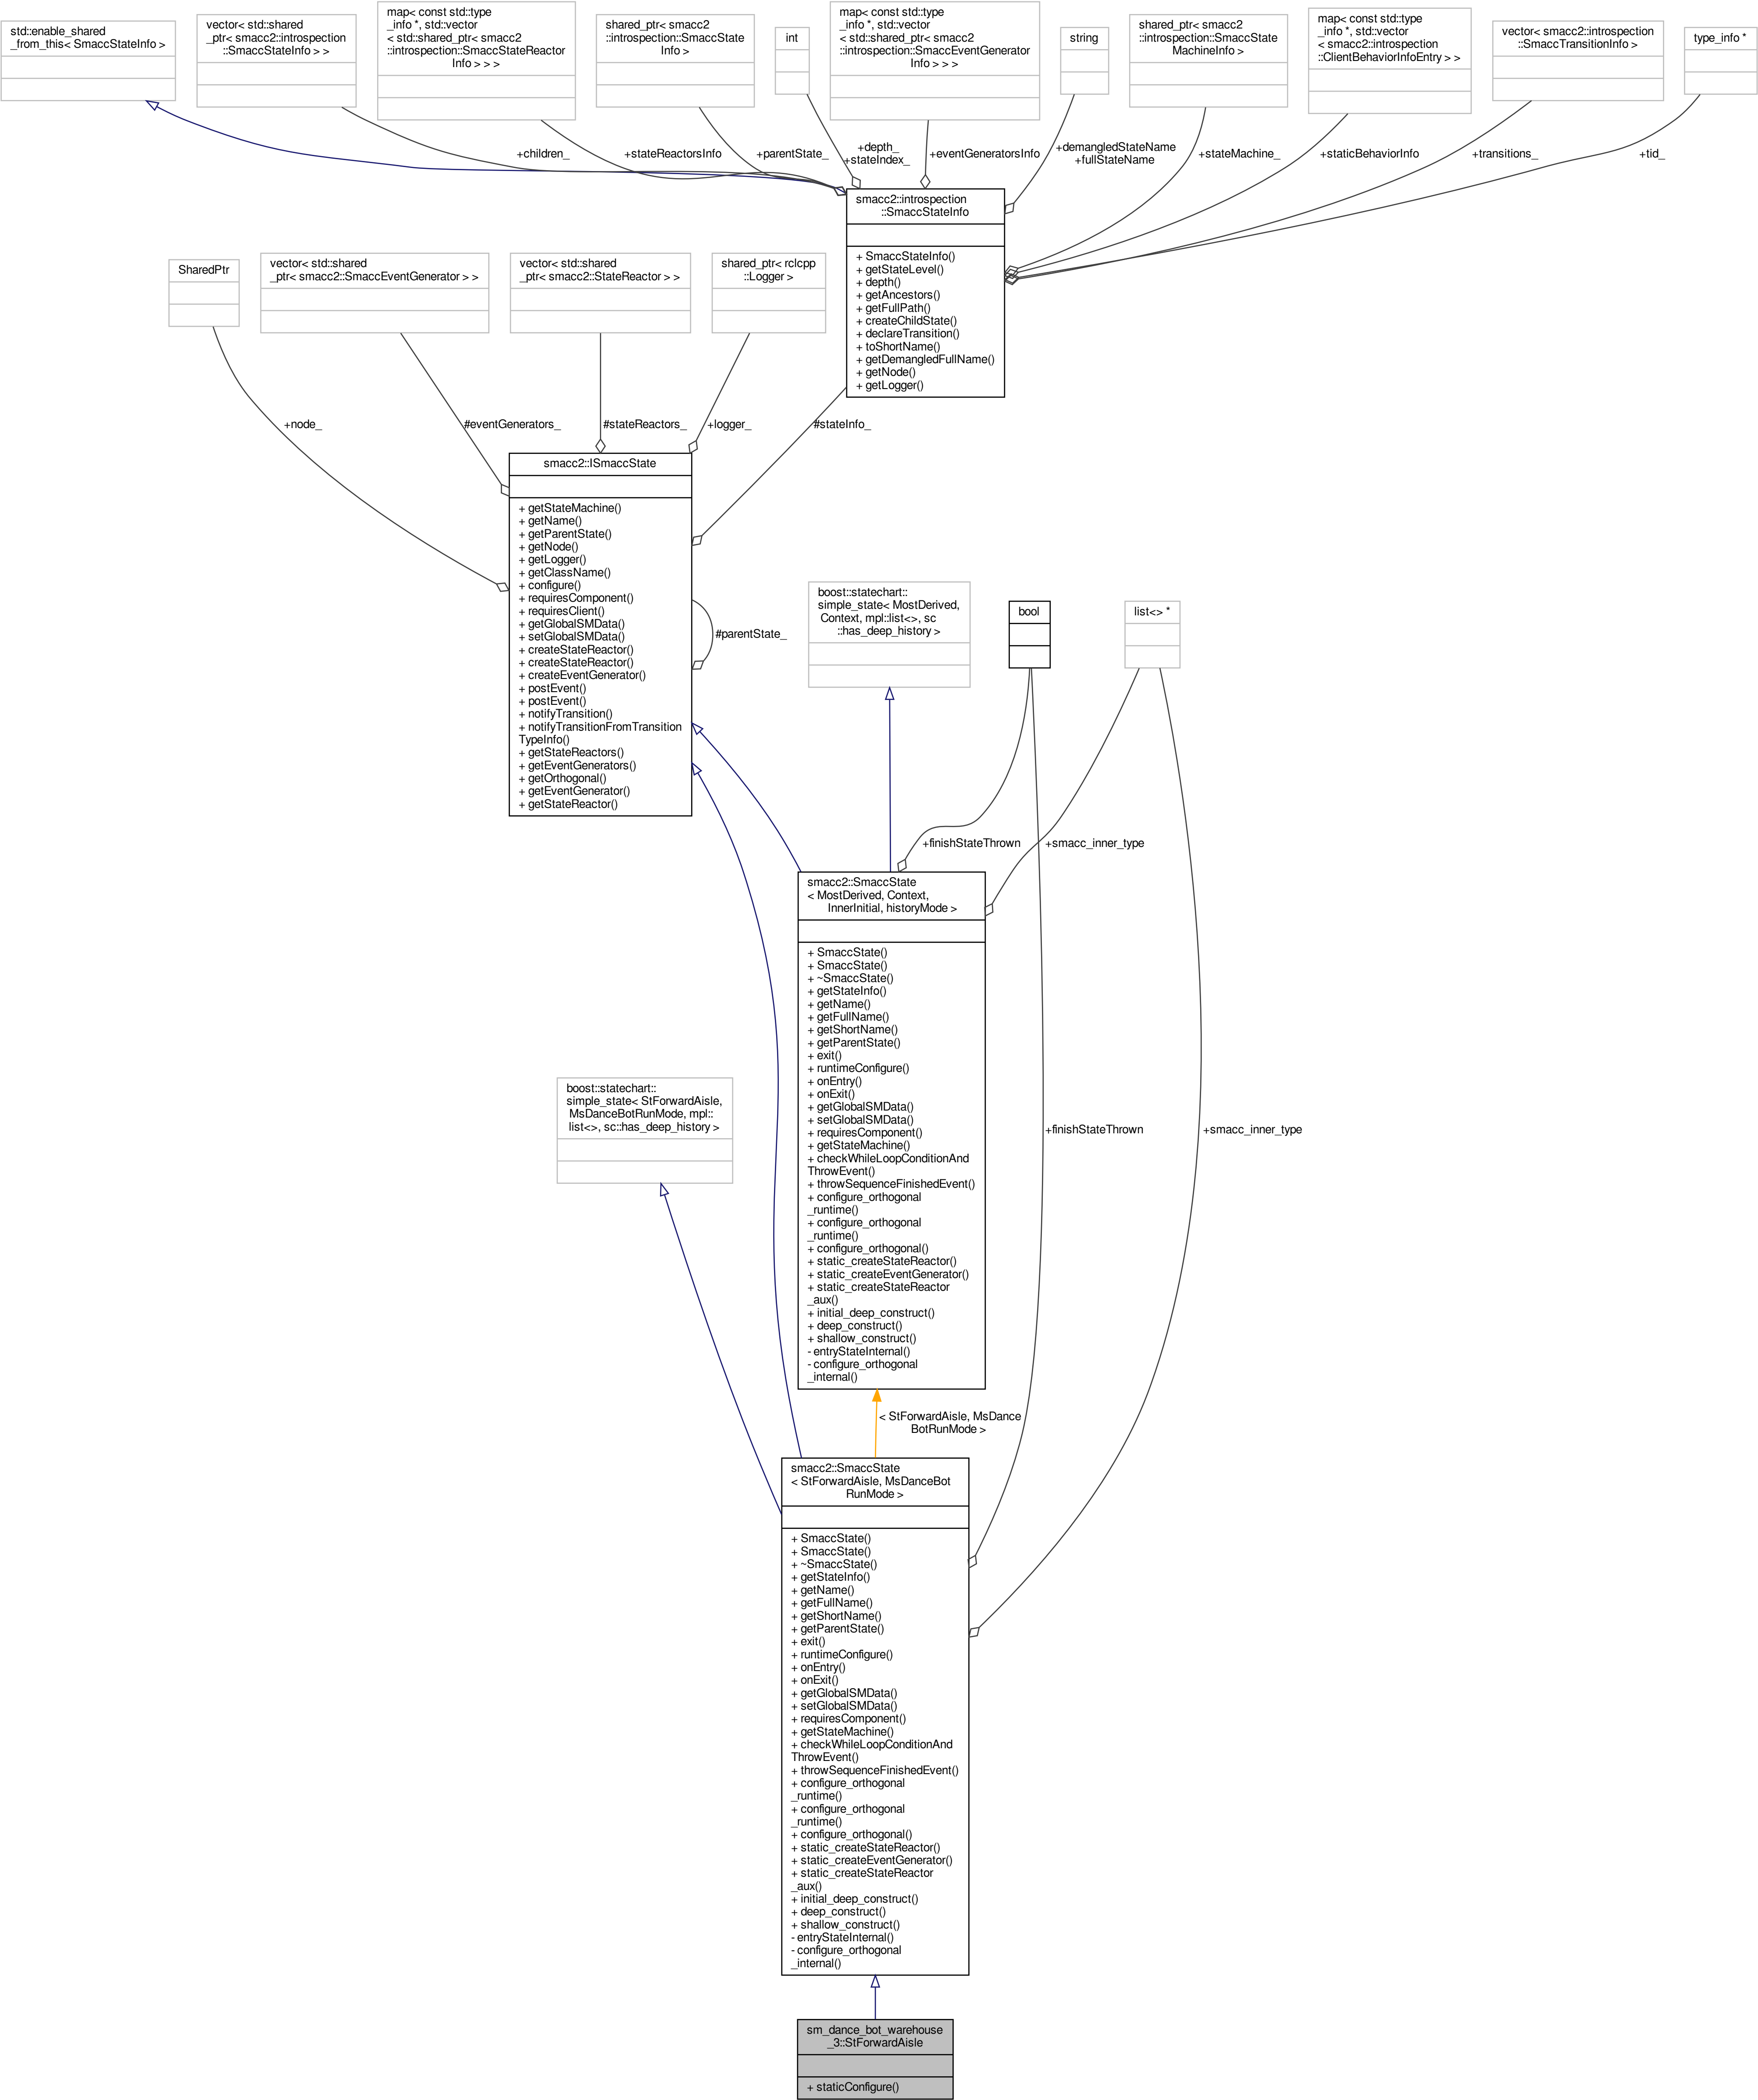 std::enable_shared
_from_this< SmaccStateInfo >
vector< std::shared
_ptr< smacc2::introspection
::SmaccStateInfo > >
map< const std::type
_info *, std::vector
< std::shared_ptr< smacc2
::introspection::SmaccStateReactor
Info > > >
shared_ptr< smacc2
::introspection::SmaccState
Info >
int
map< const std::type
_info *, std::vector
< std::shared_ptr< smacc2
::introspection::SmaccEventGenerator
Info > > >
string
shared_ptr< smacc2
::introspection::SmaccState
MachineInfo >
map< const std::type
_info *, std::vector
< smacc2::introspection
::ClientBehaviorInfoEntry > >
vector< smacc2::introspection
::SmaccTransitionInfo >
type_info *
+children_
+stateReactorsInfo
+parentState_
+depth_
+stateIndex_
+eventGeneratorsInfo
+demangledStateName
+fullStateName
+stateMachine_
+staticBehaviorInfo
+transitions_
+tid_
smacc2::introspection
::SmaccStateInfo
+ SmaccStateInfo()
+ getStateLevel()
+ depth()
+ getAncestors()
+ getFullPath()
+ createChildState()
+ declareTransition()
+ toShortName()
+ getDemangledFullName()
+ getNode()
+ getLogger()
SharedPtr
vector< std::shared
_ptr< smacc2::SmaccEventGenerator > >
vector< std::shared
_ptr< smacc2::StateReactor > >
shared_ptr< rclcpp
::Logger >
+node_
#eventGenerators_
#stateReactors_
+logger_
#stateInfo_
smacc2::ISmaccState
+ getStateMachine()
+ getName()
+ getParentState()
+ getNode()
+ getLogger()
+ getClassName()
+ configure()
+ requiresComponent()
+ requiresClient()
+ getGlobalSMData()
+ setGlobalSMData()
+ createStateReactor()
+ createStateReactor()
+ createEventGenerator()
+ postEvent()
+ postEvent()
+ notifyTransition()
+ notifyTransitionFromTransition
TypeInfo()
+ getStateReactors()
+ getEventGenerators()
+ getOrthogonal()
+ getEventGenerator()
+ getStateReactor()
#parentState_
boost::statechart::
simple_state< MostDerived,
Context, mpl::list<>, sc
::has_deep_history >
bool
list<> *
+finishStateThrown
+smacc_inner_type
smacc2::SmaccState
< MostDerived, Context,
InnerInitial, historyMode >
+ SmaccState()
+ SmaccState()
+ ~SmaccState()
+ getStateInfo()
+ getName()
+ getFullName()
+ getShortName()
+ getParentState()
+ exit()
+ runtimeConfigure()
+ onEntry()
+ onExit()
+ getGlobalSMData()
+ setGlobalSMData()
+ requiresComponent()
+ getStateMachine()
+ checkWhileLoopConditionAnd
ThrowEvent()
+ throwSequenceFinishedEvent()
+ configure_orthogonal
_runtime()
+ configure_orthogonal
_runtime()
+ configure_orthogonal()
+ static_createStateReactor()
+ static_createEventGenerator()
+ static_createStateReactor
_aux()
+ initial_deep_construct()
+ deep_construct()
+ shallow_construct()
- entryStateInternal()
- configure_orthogonal
_internal()
boost::statechart::
simple_state< StForwardAisle,
MsDanceBotRunMode, mpl::
list<>, sc::has_deep_history >
+finishStateThrown
+smacc_inner_type
< StForwardAisle, MsDance
BotRunMode >
smacc2::SmaccState
< StForwardAisle, MsDanceBot
RunMode >
+ SmaccState()
+ SmaccState()
+ ~SmaccState()
+ getStateInfo()
+ getName()
+ getFullName()
+ getShortName()
+ getParentState()
+ exit()
+ runtimeConfigure()
+ onEntry()
+ onExit()
+ getGlobalSMData()
+ setGlobalSMData()
+ requiresComponent()
+ getStateMachine()
+ checkWhileLoopConditionAnd
ThrowEvent()
+ throwSequenceFinishedEvent()
+ configure_orthogonal
_runtime()
+ configure_orthogonal
_runtime()
+ configure_orthogonal()
+ static_createStateReactor()
+ static_createEventGenerator()
+ static_createStateReactor
_aux()
+ initial_deep_construct()
+ deep_construct()
+ shallow_construct()
- entryStateInternal()
- configure_orthogonal
_internal()
sm_dance_bot_warehouse
_3::StForwardAisle
+ staticConfigure()